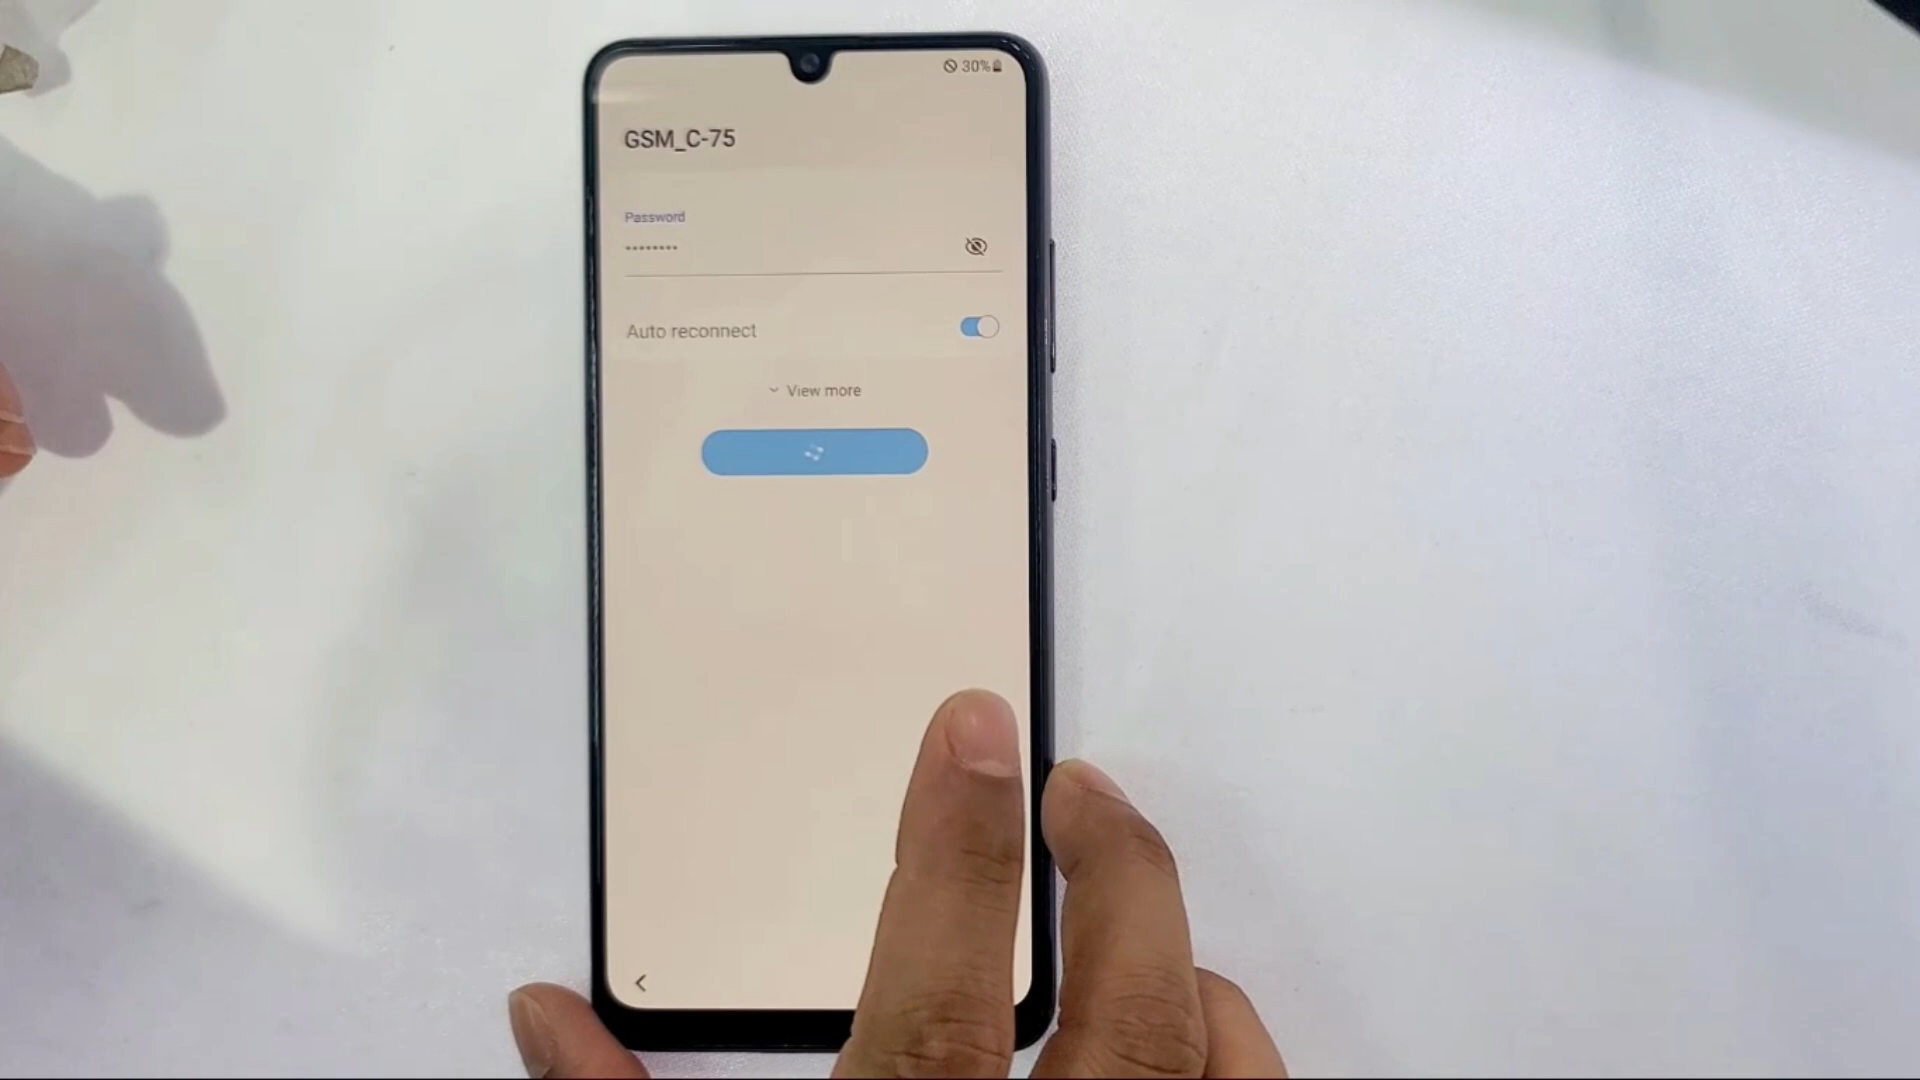 30%
GSM_C-75
Password
••••••••
Auto reconnect
View more